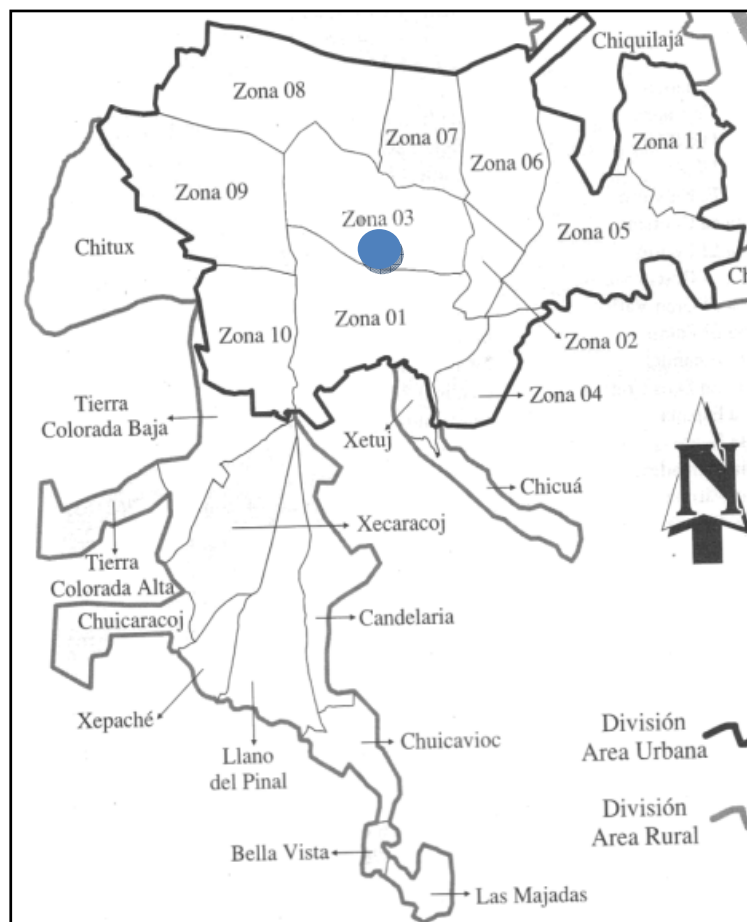 Chiquilajá
Zona 08
Zona 07
Zona 11
Zona 06
Zona 09
Zona 03
Zona 05
Chitux
Ch
Zona 10
Zona 01
Zona 02
Zona 04
Tierra
Colorada Baja
Xetuj
Chicuá
N
Xecaracoj
Tierra
Colorada Alta
Chuicaracoj
Candelaria
Xepaché
Llano
del Pinal
Chuicavioc
División
Area Urbana
División
Area Rural
Bella Vista
Las Majadas